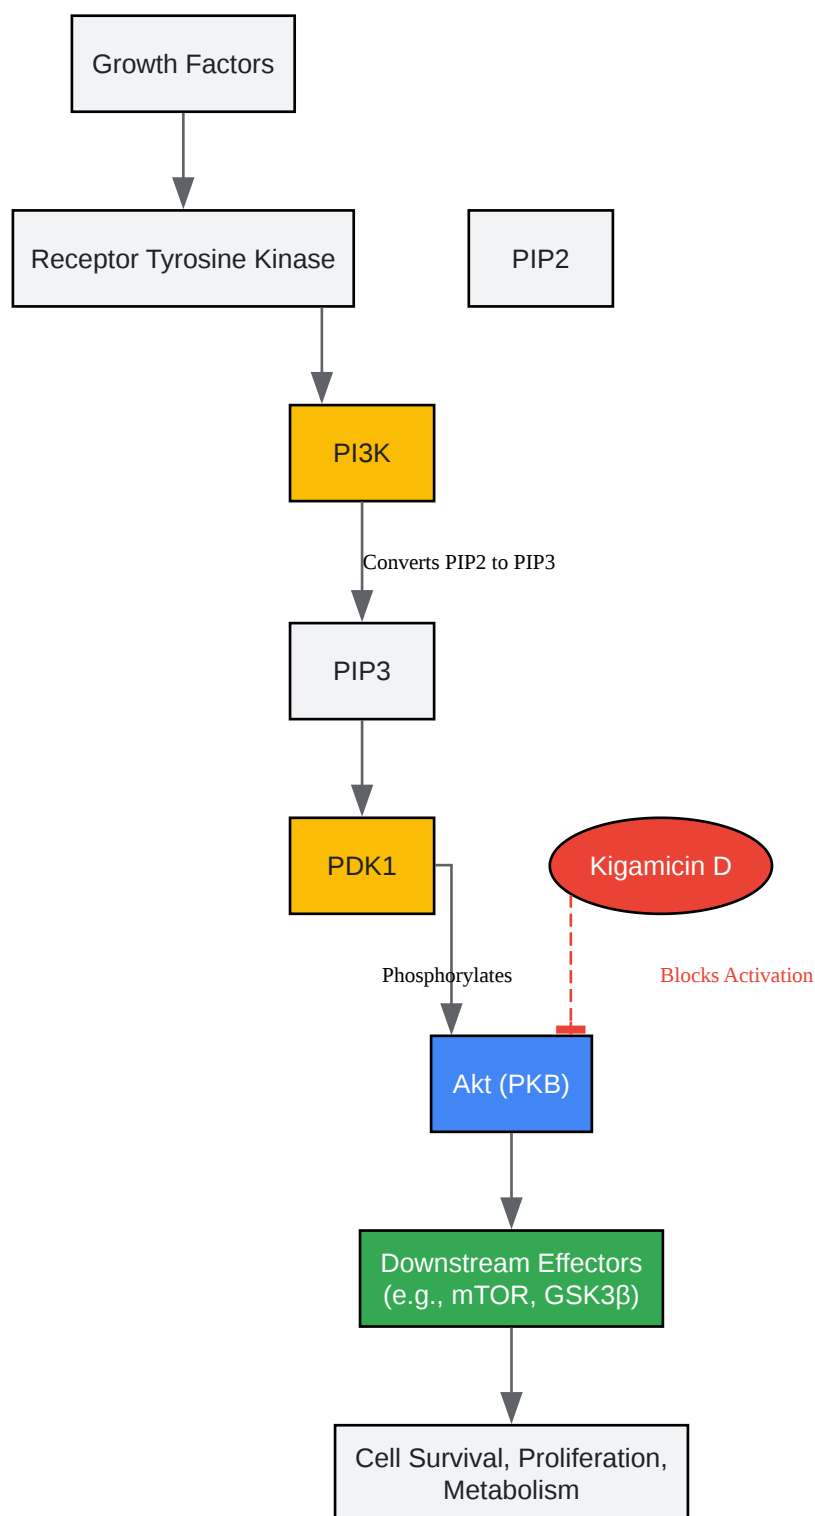 Growth Factors
Receptor Tyrosine Kinase
PIP2
PI3K
Converts PIP2 to PIP3
PIP3
PDK1
Kigamicin D
Phosphorylates
Blocks Activation
Akt (PKB)
Downstream Effectors
(e.g., mTOR, GSK3β)
Cell Survival, Proliferation,
Metabolism